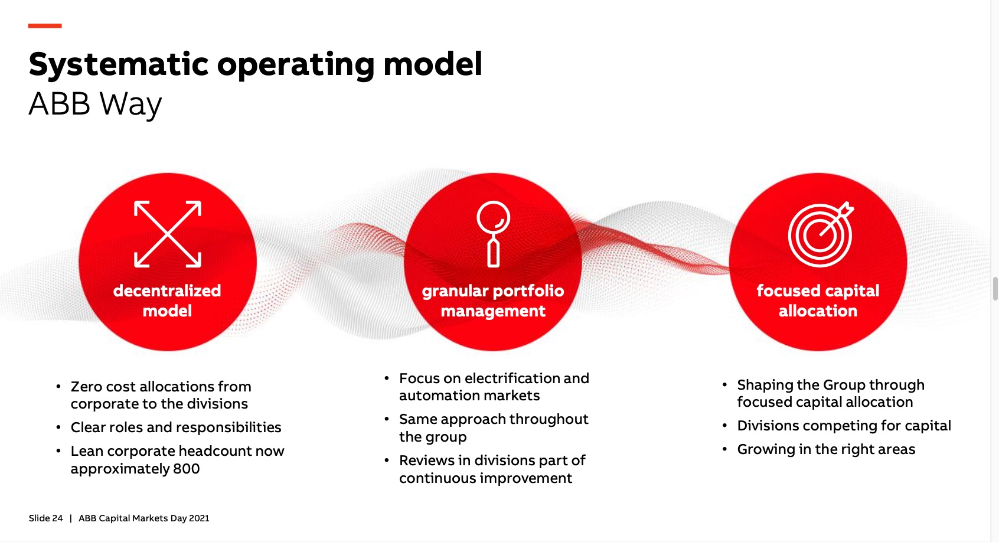 Systematic operating model
ABB Way
decentralized
model
• Zero cost allocations from
corporate to the divisions
• Clear roles and responsibilities
• Lean corporate headcount now
approximately 800
granular portfolio
management
• Focus on electrification and
automation markets
• Same approach throughout
the group
• Reviews in divisions part of
continuous improvement
focused capital
allocation
• Shaping the Group through
focused capital allocation
• Divisions competing for capital
• Growing in the right areas
Slide 24 | ABB Capital Markets Day 2021